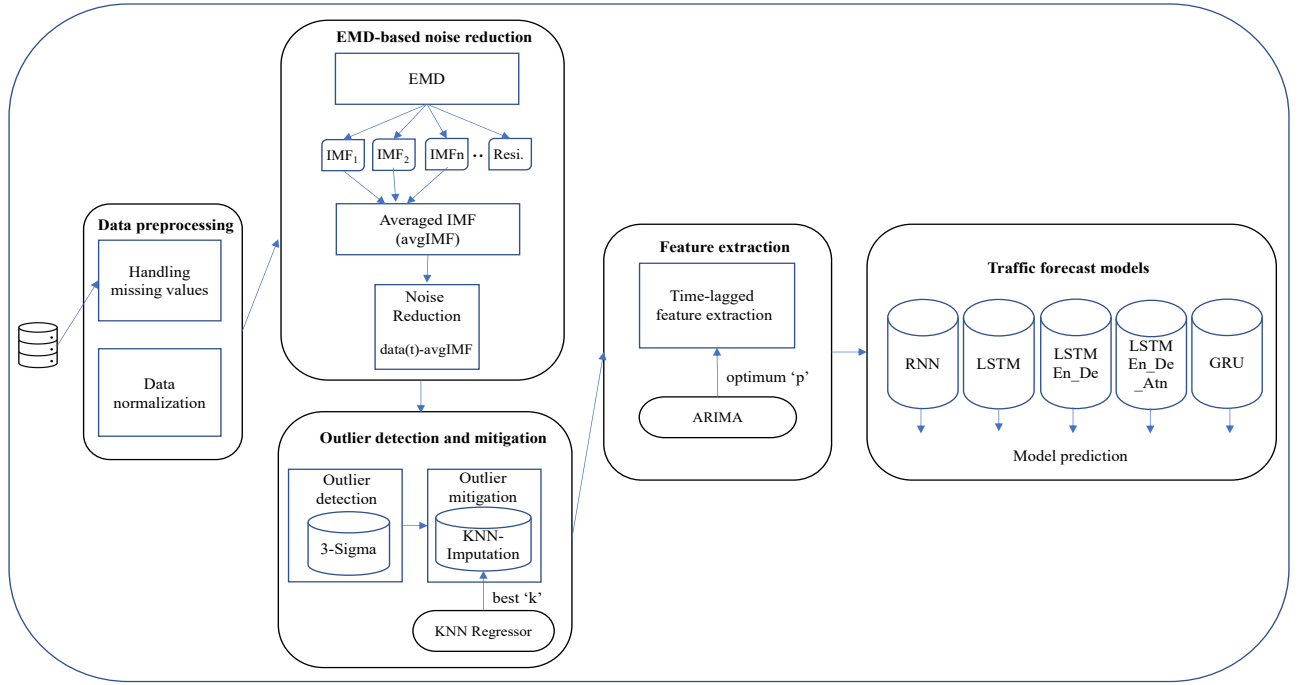 Data preprocessing
Handling
missing values
Data
normalization
EMD-based noise reduction
EMD
IMF1
IMF2
IMFn
..
Resi.
Averaged IMF
(avgIMF)
Noise
Reduction
data(t)-avgIMF
Outlier detection and mitigation
Outlier
detection
3-Sigma
Outlier
mitigation
KNN-
Imputation
best ‘k’
KNN Regressor
Feature extraction
Time-lagged
feature extraction
optimum ‘p’
ARIMA
Traffic forecast models
RNN
LSTM
LSTM
En_De
LSTM
En_De
_Atn
GRU
Model prediction